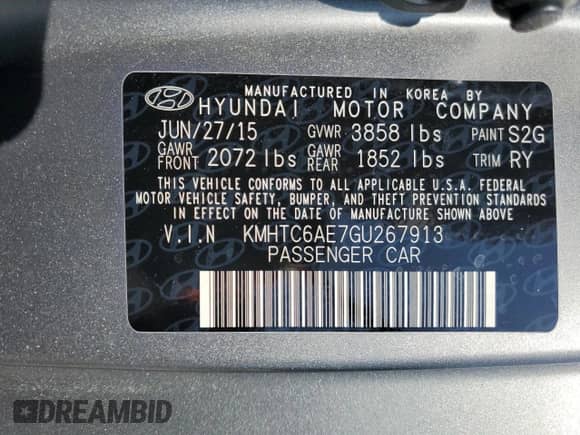 MANUFACTURED IN KOREA BY
HYUNDAI MOTOR COMPANY
JUN/27/15 GVWR 3858 lbs PAINT S2G
GAWR FRONT 2072 lbs GAWR REAR 1852 lbs TRIM RY
THIS VEHICLE CONFORMS TO ALL APPLICABLE U.S.A. FEDERAL
MOTOR VEHICLE SAFETY, BUMPER, AND THEFT PREVENTION STANDARDS
IN EFFECT ON THE DATE OF MANUFACTURE SHOWN ABOVE
V.I.N KMHTC6AE7GU267913
PASSENGER CAR
DREAMBID